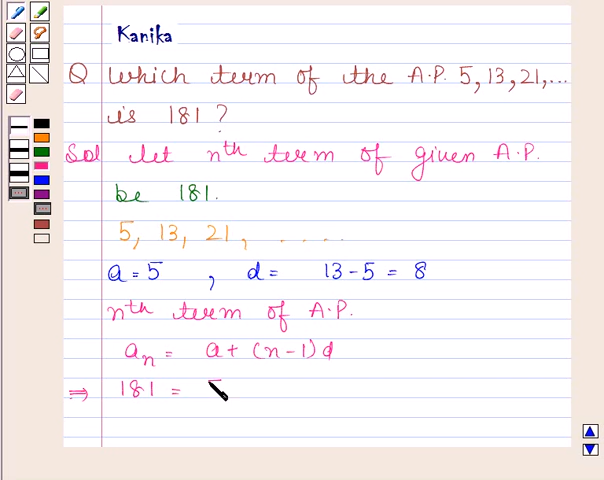 Kanika
Q Which term of the A.P. 5, 13, 21, ...
is 181 ?
Sol let nth term of given A.P.
be 181.
5, 13, 21, . . . . .
a = 5 , d = 13 - 5 = 8
nth term of A.P.
an = a + (n - 1) d
⇒ 181 = 5